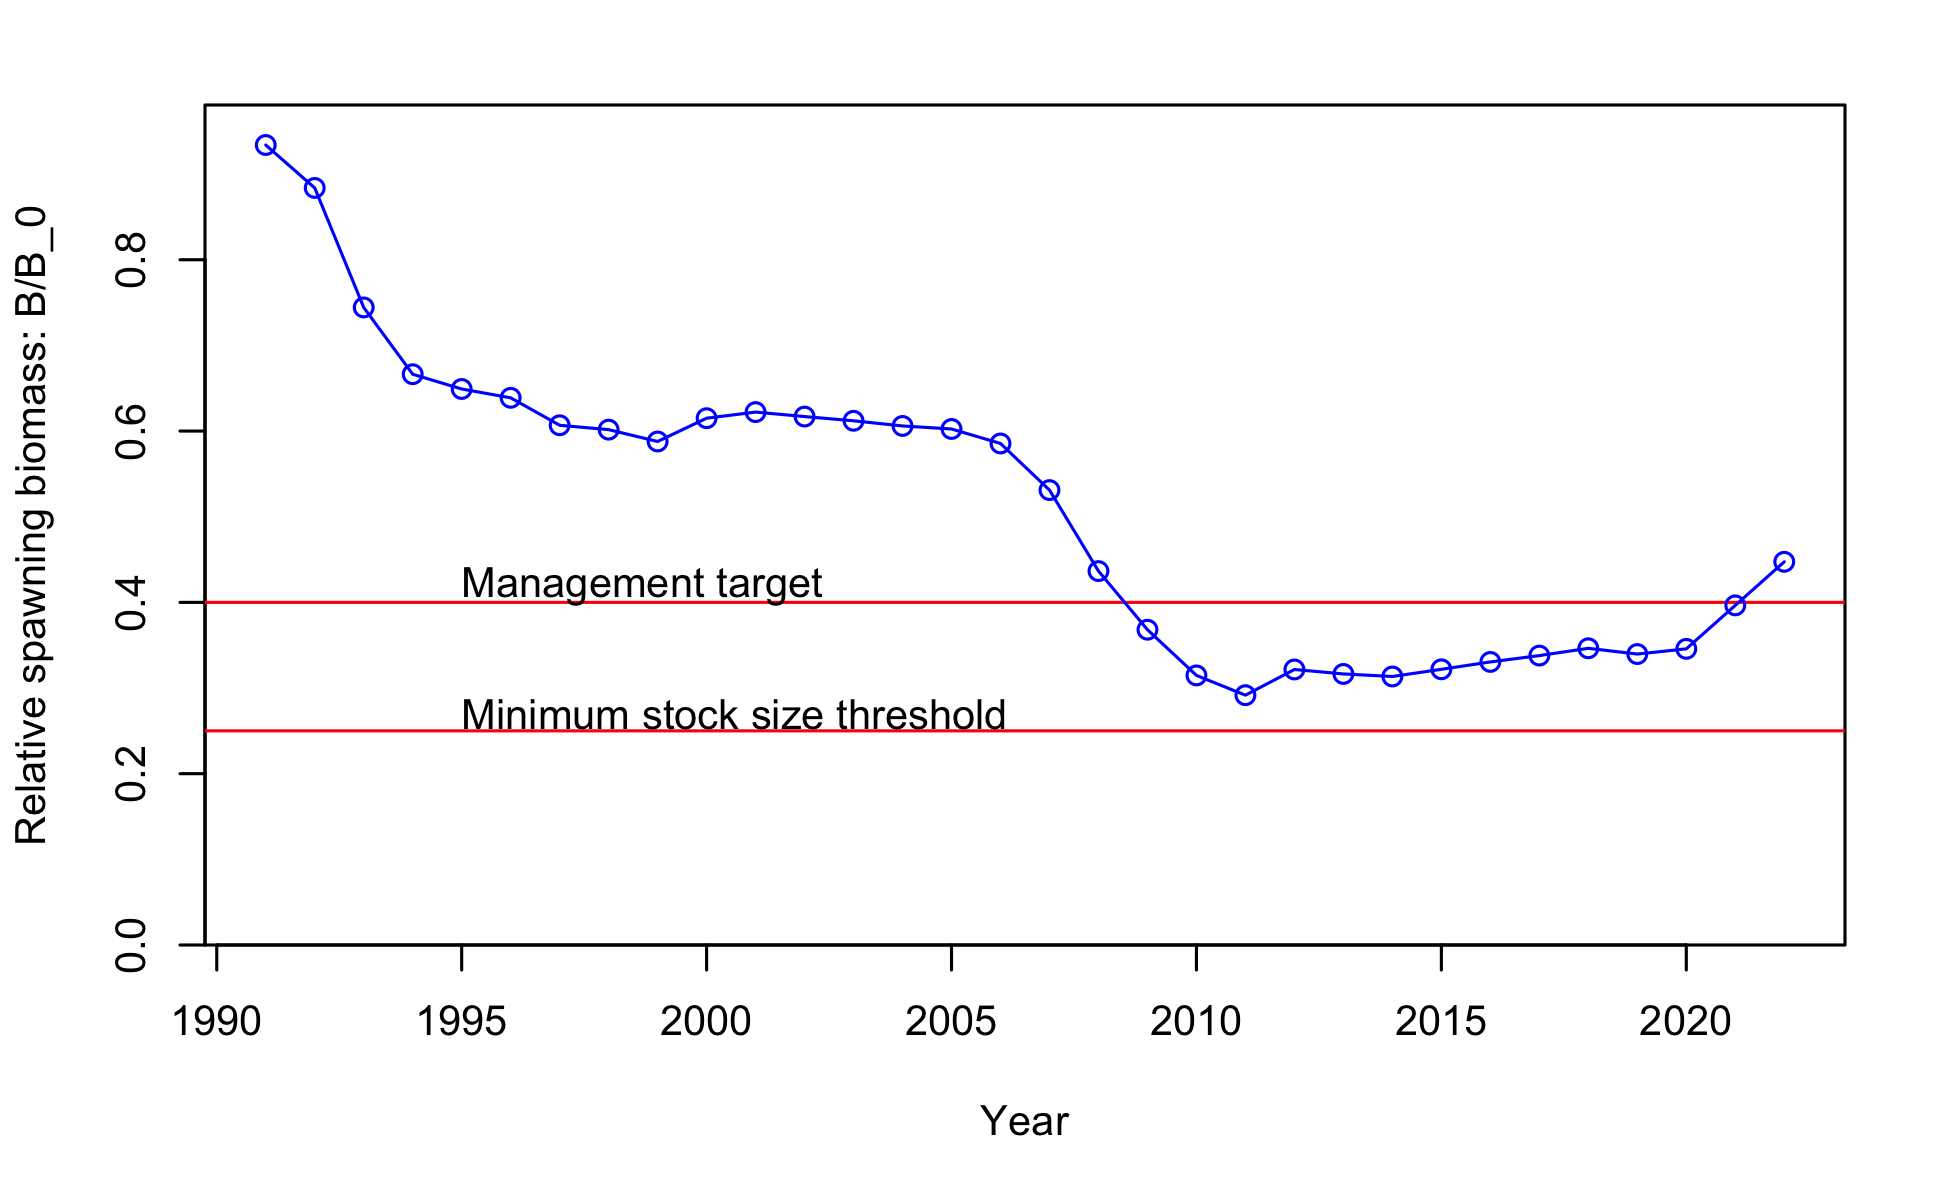 Relative spawning biomass: B/B_0
0.8
0.6
0.4
0.2
0.0
Management target
Minimum stock size threshold
1990 1995 2000 2005 2010 2015 2020
Year